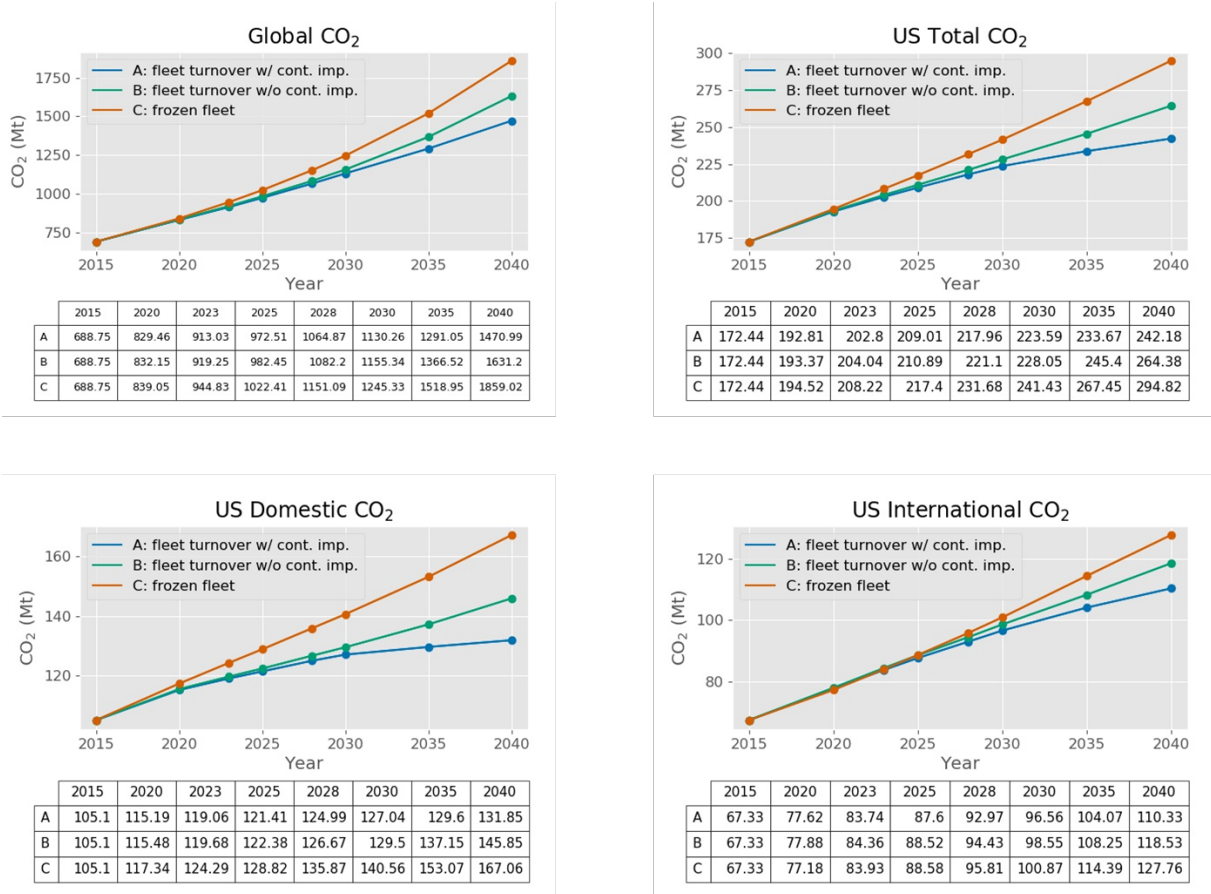 Global CO₂
A: fleet turnover w/ cont. imp.
B: fleet turnover w/o cont. imp.
C: frozen fleet
CO₂ (Mt)
1750
1500
1250
1000
750
2015 2020 2025 2030 2035 2040
Year
2015 2020 2023 2025 2028 2030 2035 2040
A 688.75 829.46 913.03 972.51 1064.87 1130.26 1291.05 1470.99
B 688.75 832.15 919.25 982.45 1082.2 1155.34 1366.52 1631.2
C 688.75 839.05 944.83 1022.41 1151.09 1245.33 1518.95 1859.02
US Total CO₂
A: fleet turnover w/ cont. imp.
B: fleet turnover w/o cont. imp.
C: frozen fleet
CO₂ (Mt)
300
275
250
225
200
175
2015 2020 2025 2030 2035 2040
Year
2015 2020 2023 2025 2028 2030 2035 2040
A 172.44 192.81 202.8 209.01 217.96 223.59 233.67 242.18
B 172.44 193.37 204.04 210.89 221.1 228.05 245.4 264.38
C 172.44 194.52 208.22 217.4 231.68 241.43 267.45 294.82
US Domestic CO₂
A: fleet turnover w/ cont. imp.
B: fleet turnover w/o cont. imp.
C: frozen fleet
CO₂ (Mt)
160
140
120
2015 2020 2025 2030 2035 2040
Year
2015 2020 2023 2025 2028 2030 2035 2040
A 105.1 115.19 119.06 121.41 124.99 127.04 129.6 131.85
B 105.1 115.48 119.68 122.38 126.67 129.5 137.15 145.85
C 105.1 117.34 124.29 128.82 135.87 140.56 153.07 167.06
US International CO₂
A: fleet turnover w/ cont. imp.
B: fleet turnover w/o cont. imp.
C: frozen fleet
CO₂ (Mt)
120
100
80
2015 2020 2025 2030 2035 2040
Year
2015 2020 2023 2025 2028 2030 2035 2040
A 67.33 77.62 83.74 87.6 92.97 96.56 104.07 110.33
B 67.33 77.88 84.36 88.52 94.43 98.55 108.25 118.53
C 67.33 77.18 83.93 88.58 95.81 100.87 114.39 127.76